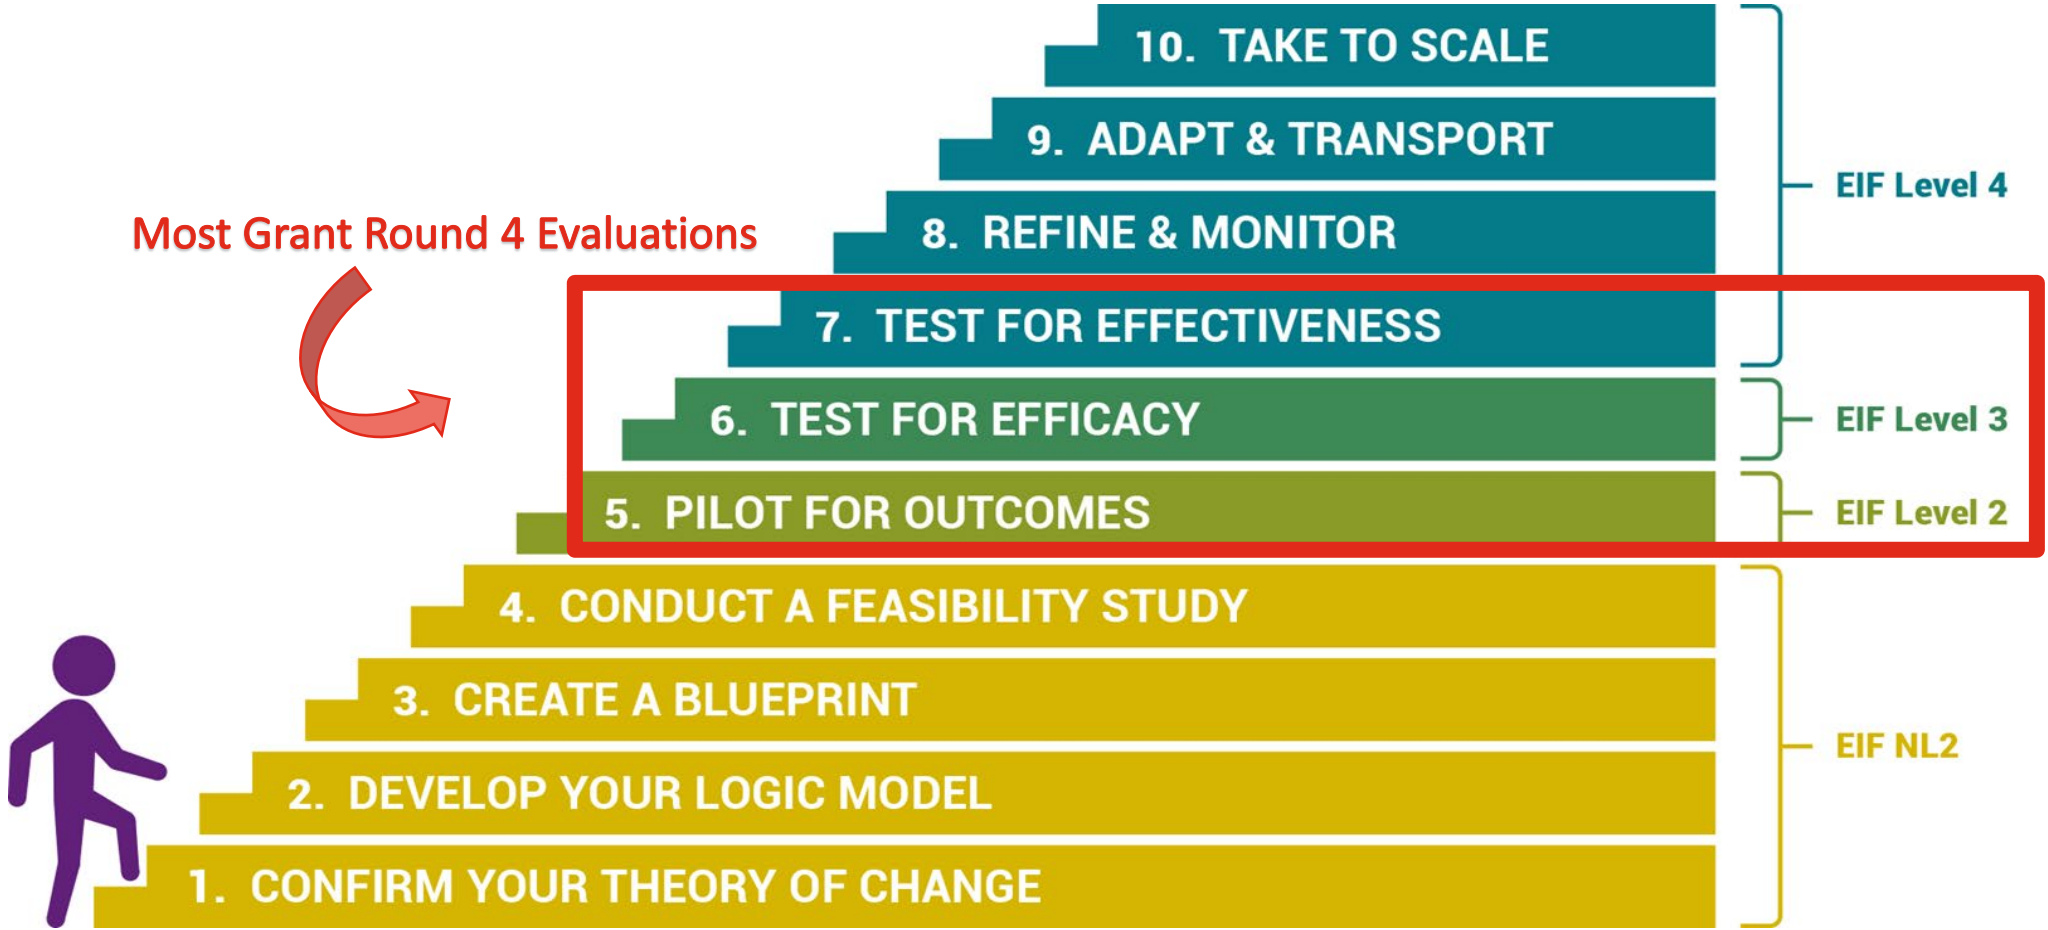 10. TAKE TO SCALE
9. ADAPT & TRANSPORT
EIF Level 4
8. REFINE & MONITOR
Most Grant Round 4 Evaluations
7. TEST FOR EFFECTIVENESS
6. TEST FOR EFFICACY
EIF Level 3
5. PILOT FOR OUTCOMES
EIF Level 2
4. CONDUCT A FEASIBILITY STUDY
3. CREATE A BLUEPRINT
EIF NL2
2. DEVELOP YOUR LOGIC MODEL
1. CONFIRM YOUR THEORY OF CHANGE